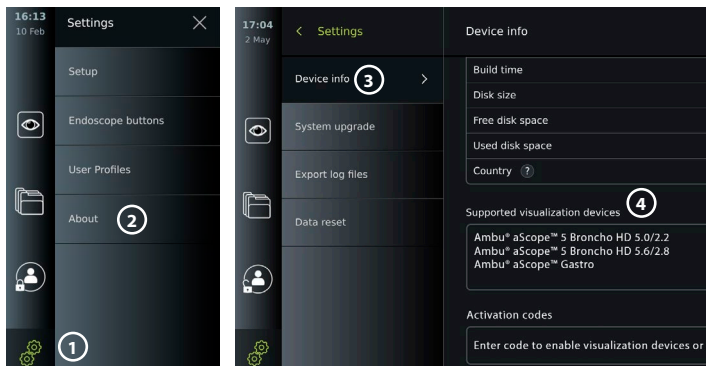 16:13
10 Feb
Settings
Setup
Endoscope buttons
User Profiles
About
2
1
17:04
2 May
Settings
Device info
3
System upgrade
Export log files
Data reset
Device info
Build time
Disk size
Free disk space
Used disk space
Country ?
4
Supported visualization devices
Ambu® aScope™ 5 Broncho HD 5.0/2.2
Ambu® aScope™ 5 Broncho HD 5.6/2.8
Ambu® aScope™ Gastro
Activation codes
Enter code to enable visualization devices or